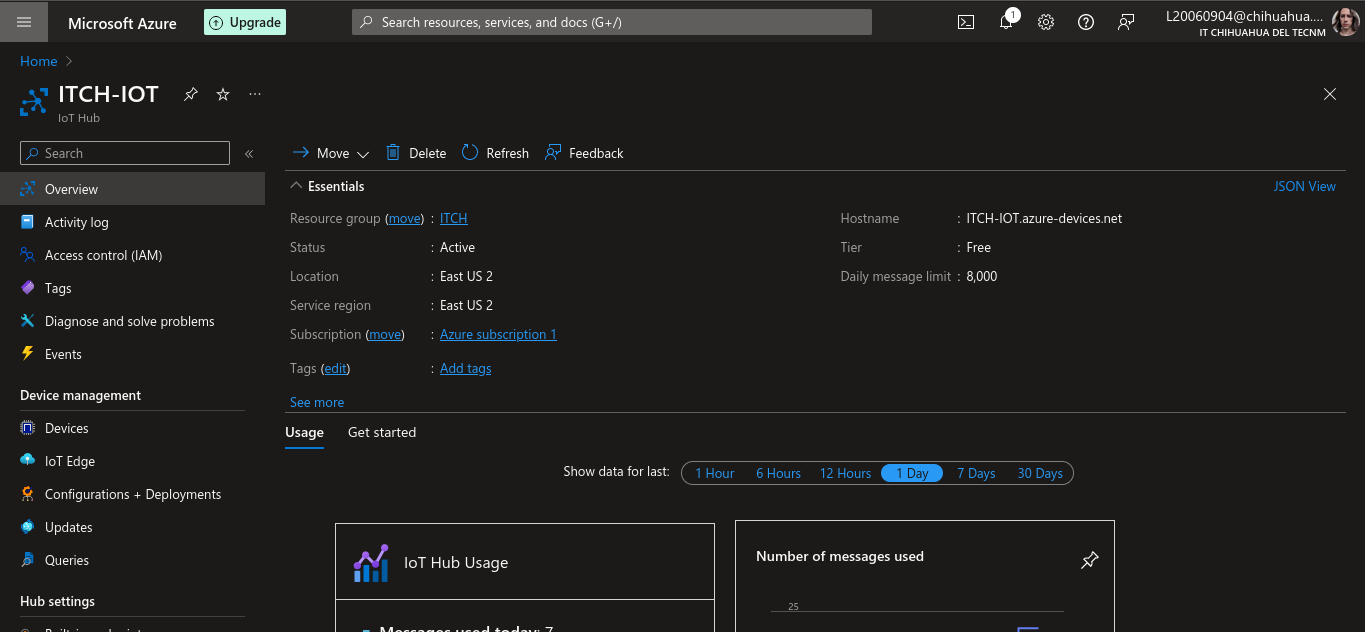 Microsoft Azure
Upgrade
Search resources, services, and docs (G+/)
1
L20060904@chihuahua....
IT CHIHUAHUA DEL TECNM
Home
ITCH-IOT
IoT Hub
Search
Move
Delete
Refresh
Feedback
Overview
Activity log
Access control (IAM)
Tags
Diagnose and solve problems
Events
Device management
Devices
IoT Edge
Configurations + Deployments
Updates
Queries
Hub settings
Essentials
JSON View
Resource group (move) : ITCH
Status : Active
Location : East US 2
Service region : East US 2
Subscription (move) : Azure subscription 1
Tags (edit) : Add tags
Hostname : ITCH-IOT.azure-devices.net
Tier : Free
Daily message limit : 8,000
See more
Usage Get started
Show data for last: 1 Hour 6 Hours 12 Hours 1 Day 7 Days 30 Days
IoT Hub Usage
Messages used today: 7
Number of messages used
25